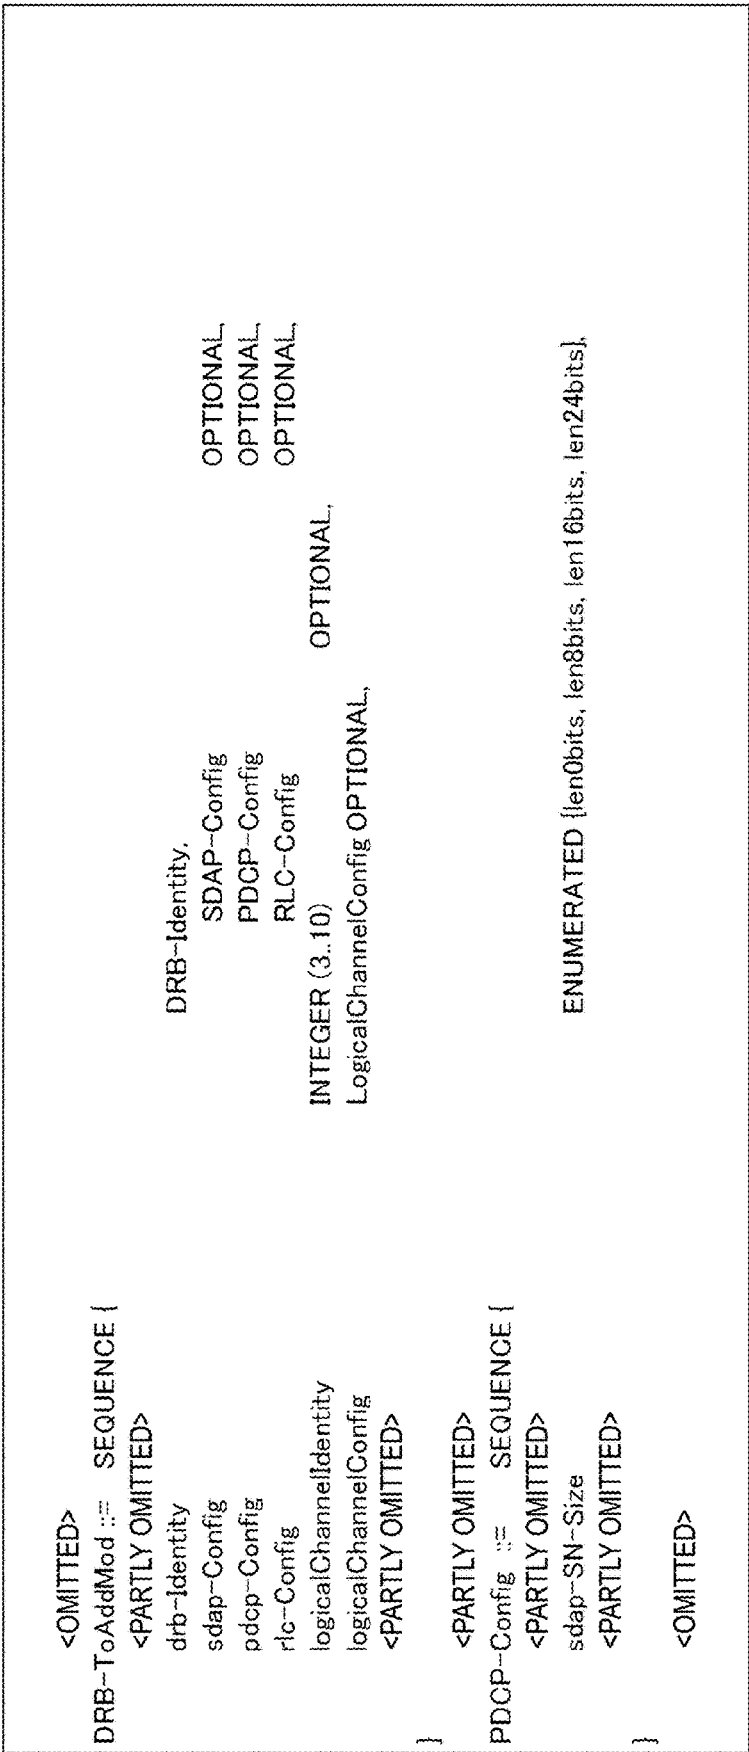 <OMITTED>
DRB-ToAddMod ::= SEQUENCE {
<PARTLY OMITTED>
drb-Identity DRB-Identity,
sdap-Config SDAP-Config OPTIONAL,
pdcp-Config PDCP-Config OPTIONAL,
rlc-Config RLC-Config OPTIONAL,
logicalChannelIdentity INTEGER (3..10) OPTIONAL,
logicalChannelConfig LogicalChannelConfig OPTIONAL,
<PARTLY OMITTED>
}
<PARTLY OMITTED>
PDCP-Config ::= SEQUENCE {
<PARTLY OMITTED>
sdap-SN-Size ENUMERATED {len0bits, len8bits, len16bits, len24bits},
<PARTLY OMITTED>
}
<OMITTED>